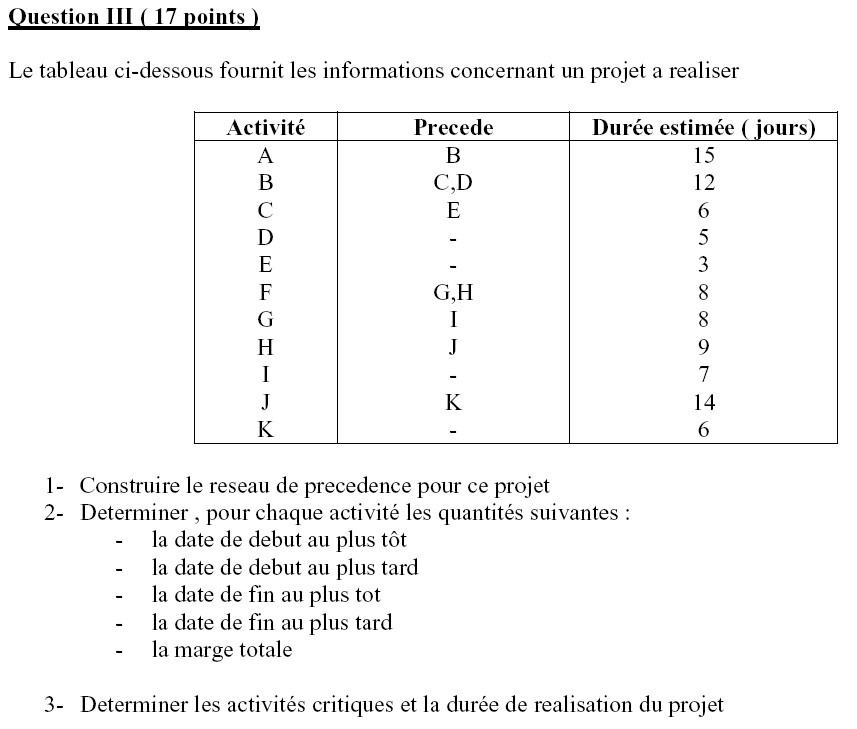 Question III ( 17 points )
Le tableau ci-dessous fournit les informations concernant un projet a realiser
Activité Precede Durée estimée ( jours)
A B 15
B C,D 12
C E 6
D - 5
E - 3
F G,H 8
G I 8
H J 9
I - 7
J K 14
K - 6
1- Construire le reseau de precedence pour ce projet
2- Determiner , pour chaque activité les quantités suivantes :
- la date de debut au plus tôt
- la date de debut au plus tard
- la date de fin au plus tot
- la date de fin au plus tard
- la marge totale
3- Determiner les activités critiques et la durée de realisation du projet